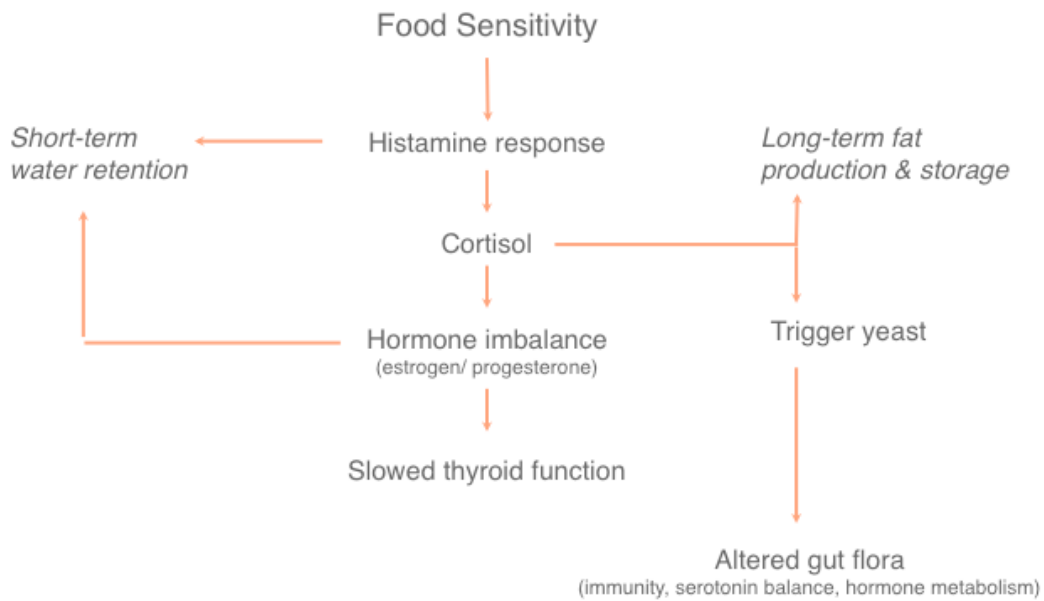 Food Sensitivity
Short-term
water retention
Histamine response
Long-term fat
production & storage
Cortisol
Hormone imbalance
(estrogen/ progesterone)
Trigger yeast
Slowed thyroid function
Altered gut flora
(immunity, serotonin balance, hormone metabolism)